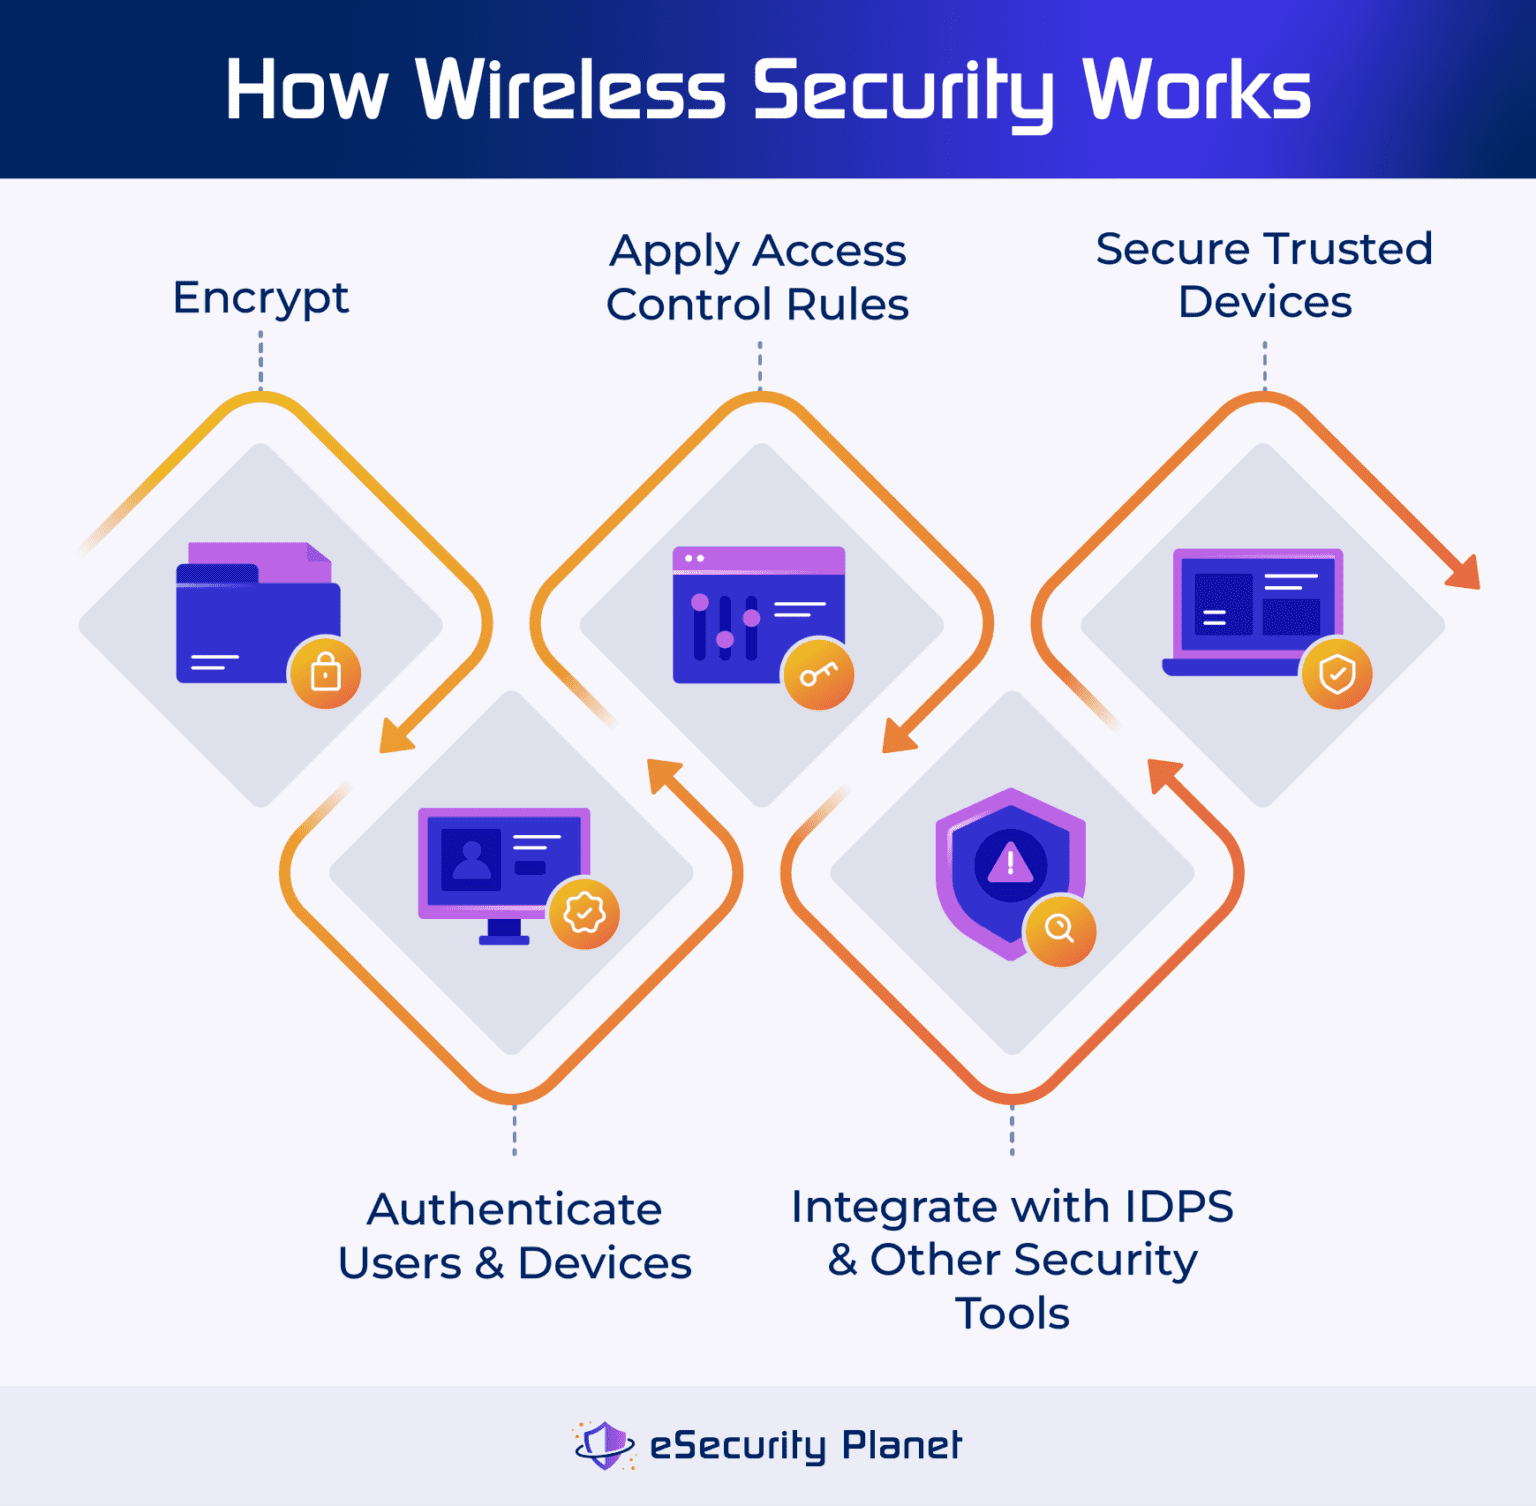 How Wireless Security Works
Encrypt
Apply Access
Control Rules
Secure Trusted
Devices
Authenticate
Users & Devices
Integrate with IDPS
& Other Security
Tools
eSecurity Planet